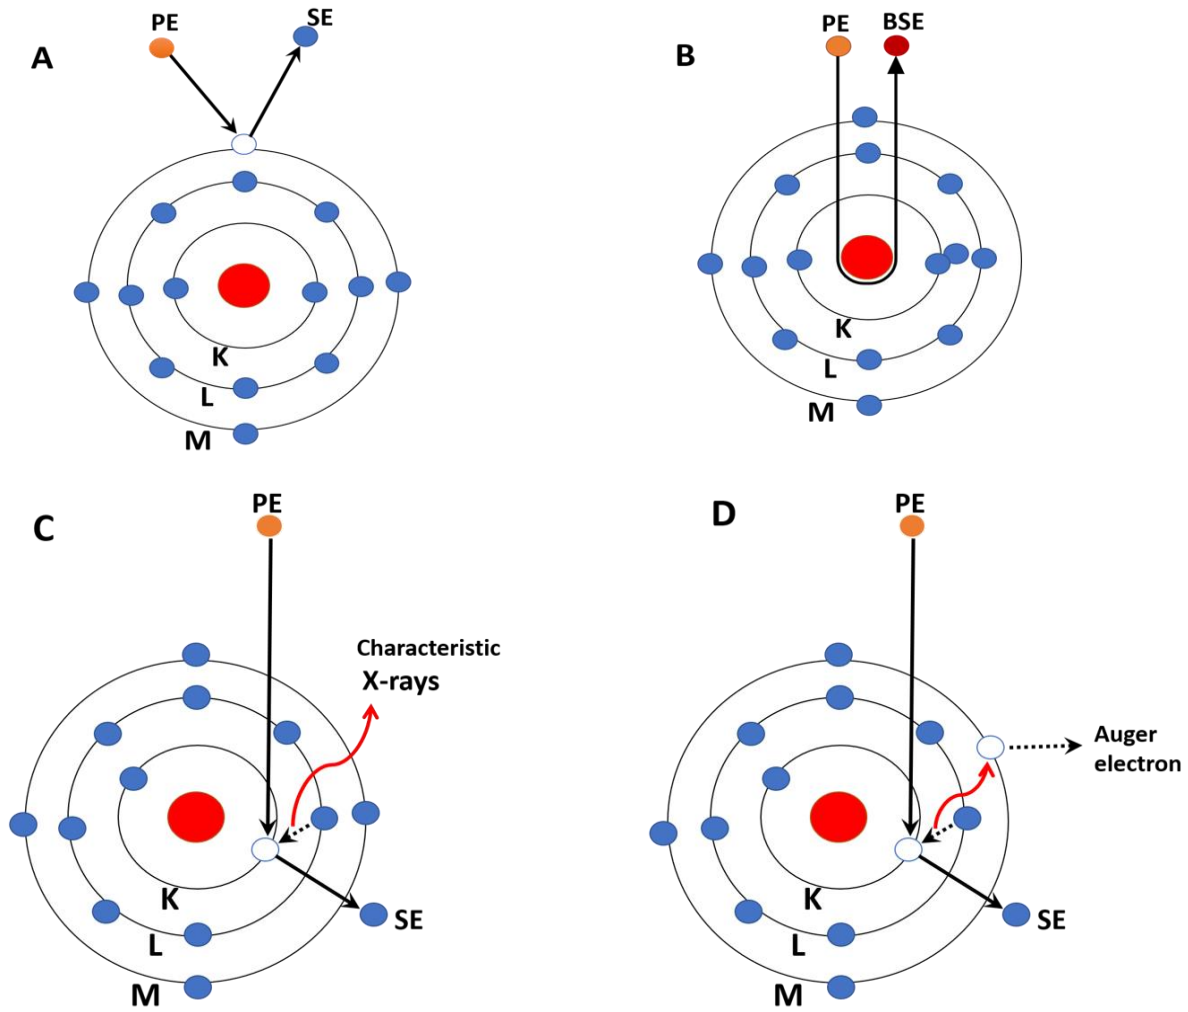 A
PE
SE
K
L
M
B
PE
BSE
K
L
M
C
PE
Characteristic
X-rays
K
SE
L
M
D
PE
Auger
electron
K
SE
L
M